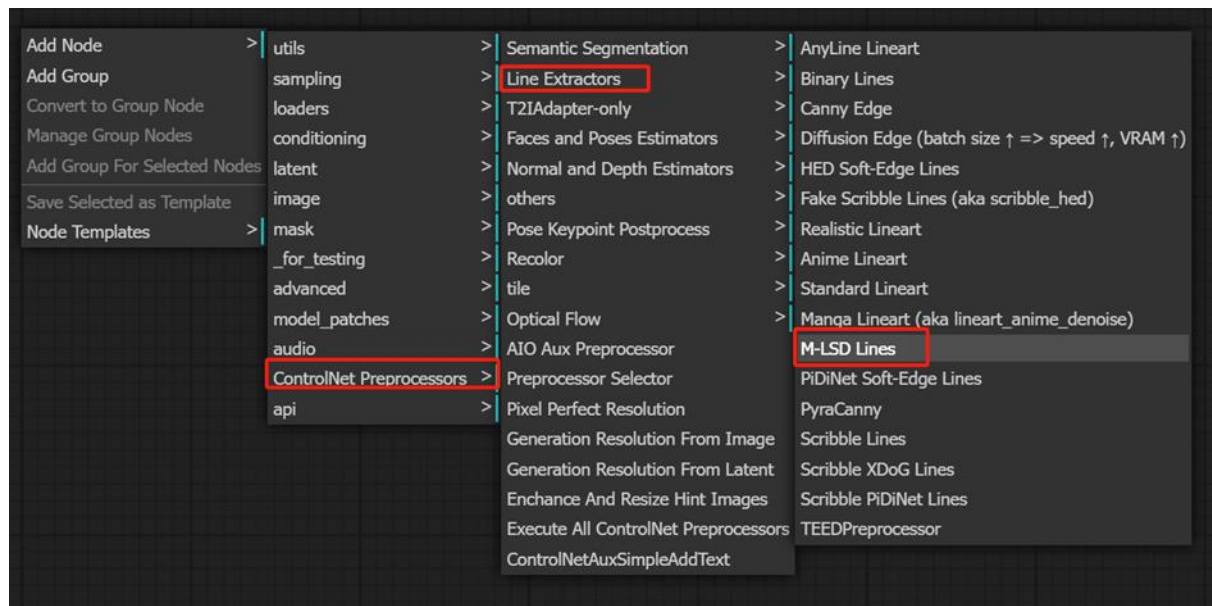 Add Node >
Add Group
Convert to Group Node
Manage Group Nodes
Add Group For Selected Nodes
Save Selected as Template
Node Templates >
utils >
sampling >
loaders >
conditioning >
latent >
image >
mask >
_for_testing >
advanced >
model_patches >
audio >
ControlNet Preprocessors >
api >
Semantic Segmentation >
Line Extractors >
T2IAdapter-only >
Faces and Poses Estimators >
Normal and Depth Estimators >
others >
Pose Keypoint Postprocess >
Recolor >
tile >
Optical Flow >
AIO Aux Preprocessor
Preprocessor Selector
Pixel Perfect Resolution
Generation Resolution From Image
Generation Resolution From Latent
Enchance And Resize Hint Images
Execute All ControlNet Preprocessors
ControlNetAuxSimpleAddText
AnyLine Lineart
Binary Lines
Canny Edge
Diffusion Edge (batch size ↑ => speed ↑, VRAM ↑)
HED Soft-Edge Lines
Fake Scribble Lines (aka scribble_hed)
Realistic Lineart
Anime Lineart
Standard Lineart
Manga Lineart (aka lineart_anime_denoise)
M-LSD Lines
PiDiNet Soft-Edge Lines
PyraCanny
Scribble Lines
Scribble XDoG Lines
Scribble PiDiNet Lines
TEEDPreprocessor